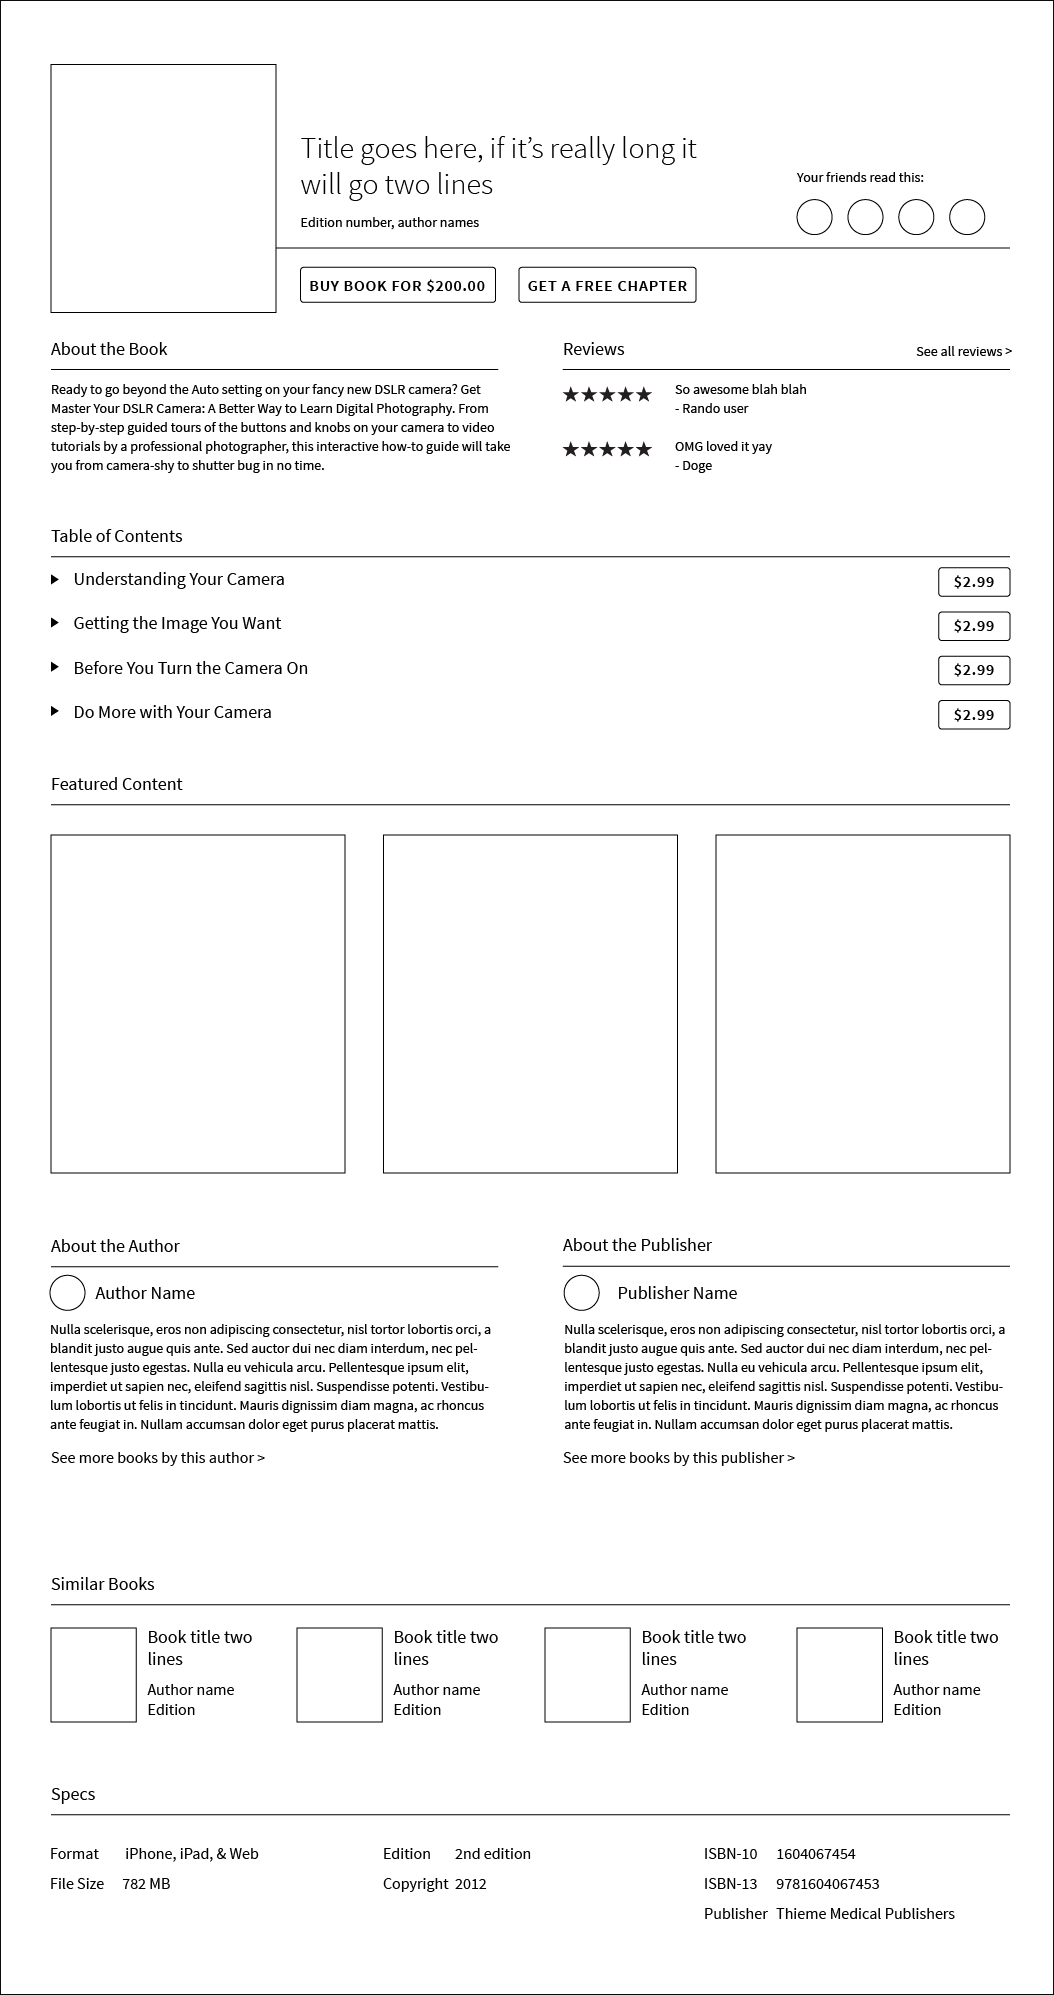 Title goes here, if it’s really long it
will go two lines
Edition number, author names
Your friends read this:
BUY BOOK FOR $200.00
GET A FREE CHAPTER
About the Book
Ready to go beyond the Auto setting on your fancy new DSLR camera? Get
Master Your DSLR Camera: A Better Way to Learn Digital Photography. From
step-by-step guided tours of the buttons and knobs on your camera to video
tutorials by a professional photographer, this interactive how-to guide will take
you from camera-shy to shutter bug in no time.
Reviews
See all reviews >
★★★★★ So awesome blah blah
- Rando user
★★★★★ OMG loved it yay
- Doge
Table of Contents
Understanding Your Camera $2.99
Getting the Image You Want $2.99
Before You Turn the Camera On $2.99
Do More with Your Camera $2.99
Featured Content
About the Author
Author Name
Nulla scelerisque, eros non adipiscing consectetur, nisl tortor lobortis orci, a
blandit justo augue quis ante. Sed auctor dui nec diam interdum, nec pel-
lentesque justo egestas. Nulla eu vehicula arcu. Pellentesque ipsum elit,
imperdiet ut sapien nec, eleifend sagittis nisl. Suspendisse potenti. Vestibu-
lum lobortis ut felis in tincidunt. Mauris dignissim diam magna, ac rhoncus
ante feugiat in. Nullam accumsan dolor eget purus placerat mattis.
See more books by this author >
About the Publisher
Publisher Name
Nulla scelerisque, eros non adipiscing consectetur, nisl tortor lobortis orci, a
blandit justo augue quis ante. Sed auctor dui nec diam interdum, nec pel-
lentesque justo egestas. Nulla eu vehicula arcu. Pellentesque ipsum elit,
imperdiet ut sapien nec, eleifend sagittis nisl. Suspendisse potenti. Vestibu-
lum lobortis ut felis in tincidunt. Mauris dignissim diam magna, ac rhoncus
ante feugiat in. Nullam accumsan dolor eget purus placerat mattis.
See more books by this publisher >
Similar Books
Book title two
lines
Author name
Edition
Book title two
lines
Author name
Edition
Book title two
lines
Author name
Edition
Book title two
lines
Author name
Edition
Specs
Format iPhone, iPad, & Web
File Size 782 MB
Edition 2nd edition
Copyright 2012
ISBN-10 1604067454
ISBN-13 9781604067453
Publisher Thieme Medical Publishers